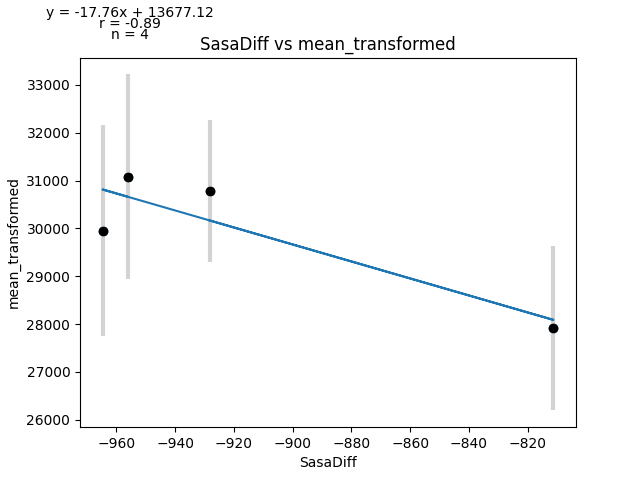 y = -17.76x + 13677.12
r = -0.89
n = 4
SasaDiff vs mean_transformed
33000
32000
31000
30000
29000
28000
27000
26000
mean_transformed
−960
−940
−920
−900
−880
−860
−840
−820
SasaDiff